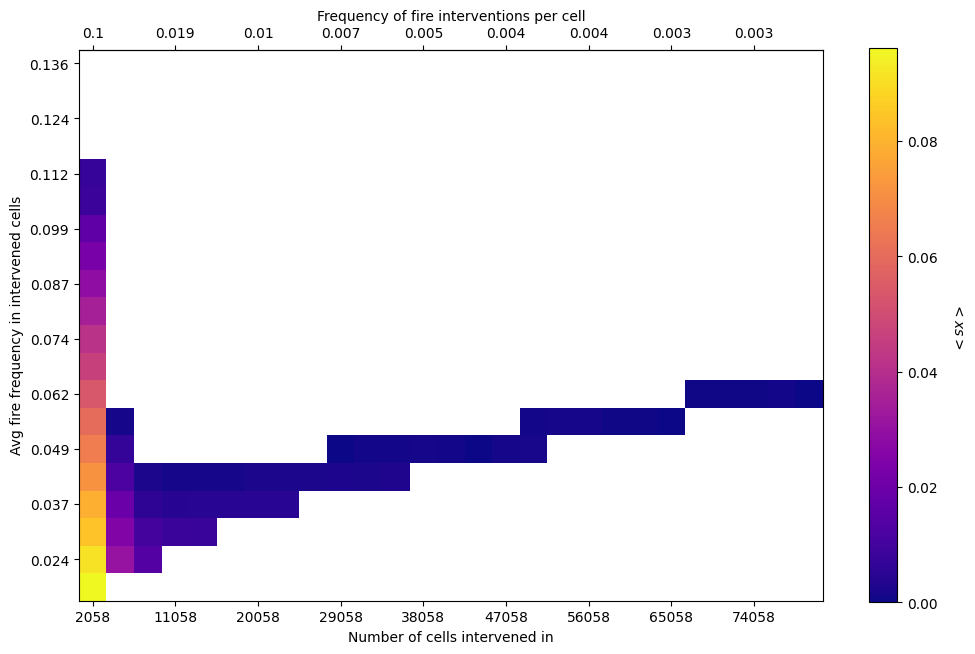 Frequency of fire interventions per cell
0.1 0.019 0.01 0.007 0.005 0.004 0.004 0.003 0.003
0.136
0.124
0.112
0.099
0.087
0.074
0.062
0.049
0.037
0.024
Avg fire frequency in intervened cells
2058 11058 20058 29058 38058 47058 56058 65058 74058
Number of cells intervened in
0.08
0.06
0.04
0.02
0.00
< sx >